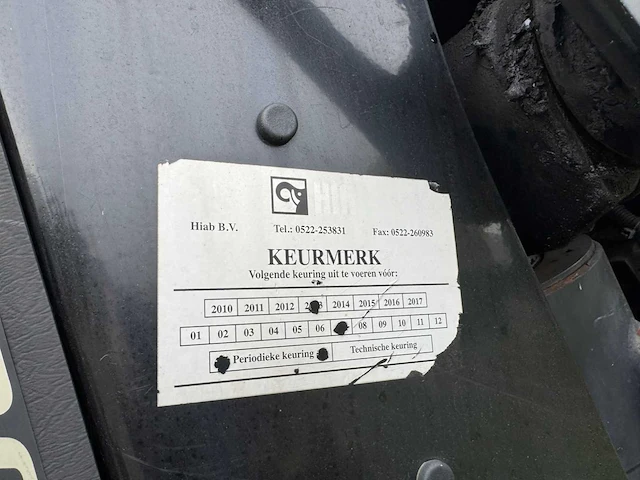 Hiab B.V. Tel.: 0522-253831 Fax: 0522-260983
KEURMERK
Volgende keuring uit te voeren vóór:
2010 2011 2012 2014 2015 2016 2017
01 02 03 04 05 06 08 09 10 11 12
Periodieke keuring Technische keuring